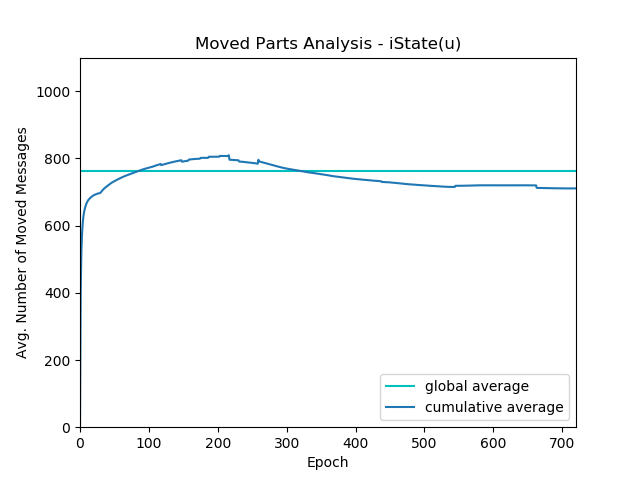 Moved Parts Analysis - iState(u)
Avg. Number of Moved Messages
1000
800
600
400
200
0
0 100 200 300 400 500 600 700
Epoch
global average
cumulative average